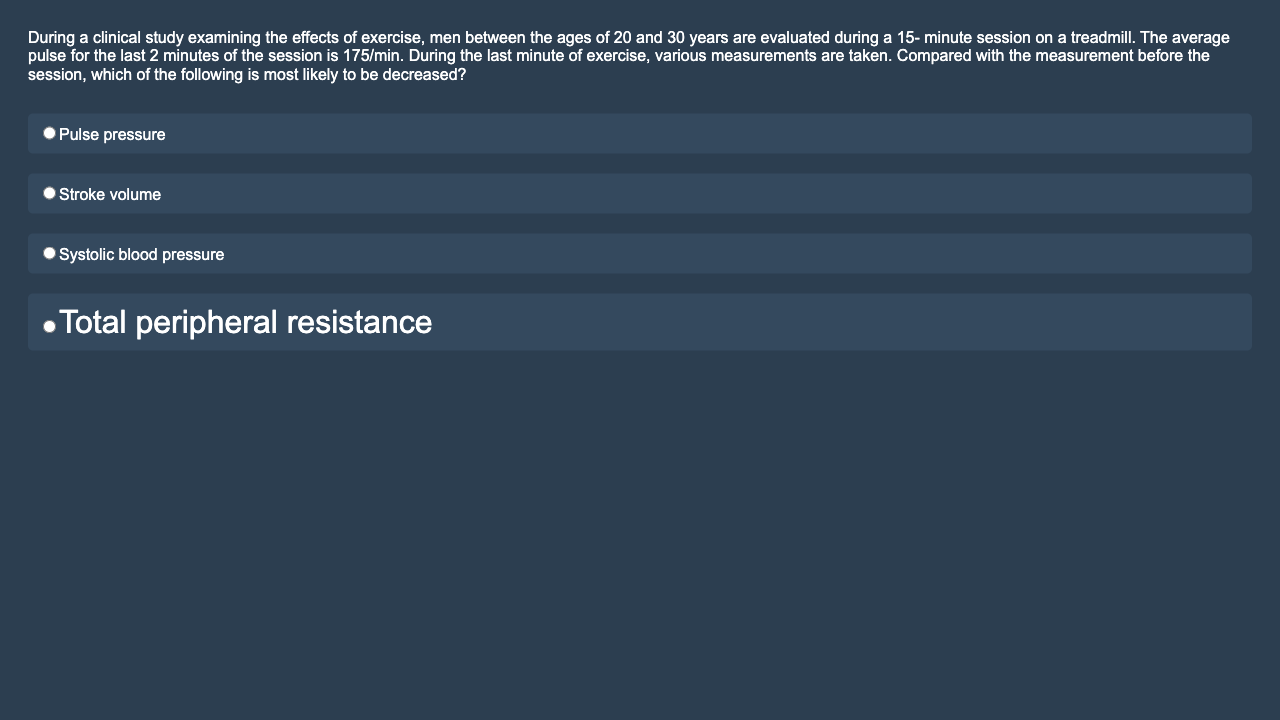 During a clinical study examining the effects of exercise, men between the ages of 20 and 30 years are evaluated during a 15- minute session on a treadmill. The average
pulse for the last 2 minutes of the session is 175/min. During the last minute of exercise, various measurements are taken. Compared with the measurement before the
session, which of the following is most likely to be decreased?
Pulse pressure
Stroke volume
Systolic blood pressure
Total peripheral resistance